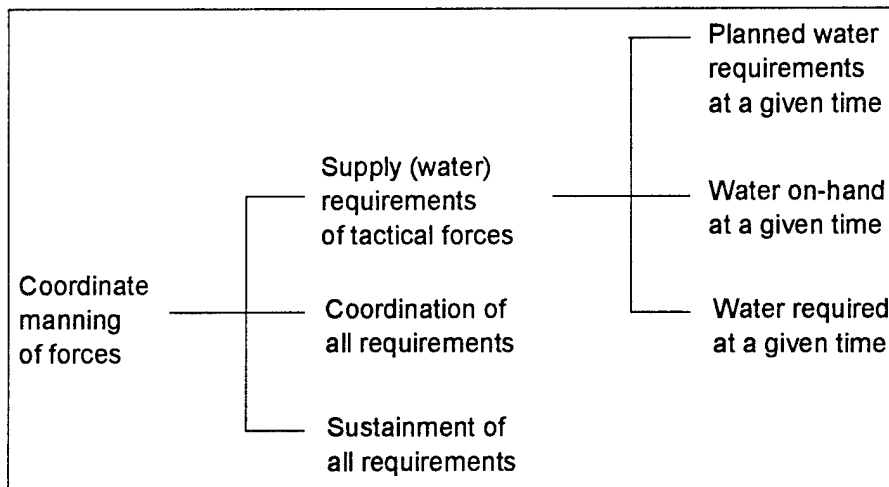 Coordinate
manning
of forces
Supply (water)
requirements
of tactical forces
Coordination of
all requirements
Sustainment of
all requirements
Planned water
requirements
at a given time
Water on-hand
at a given time
Water required
at a given time